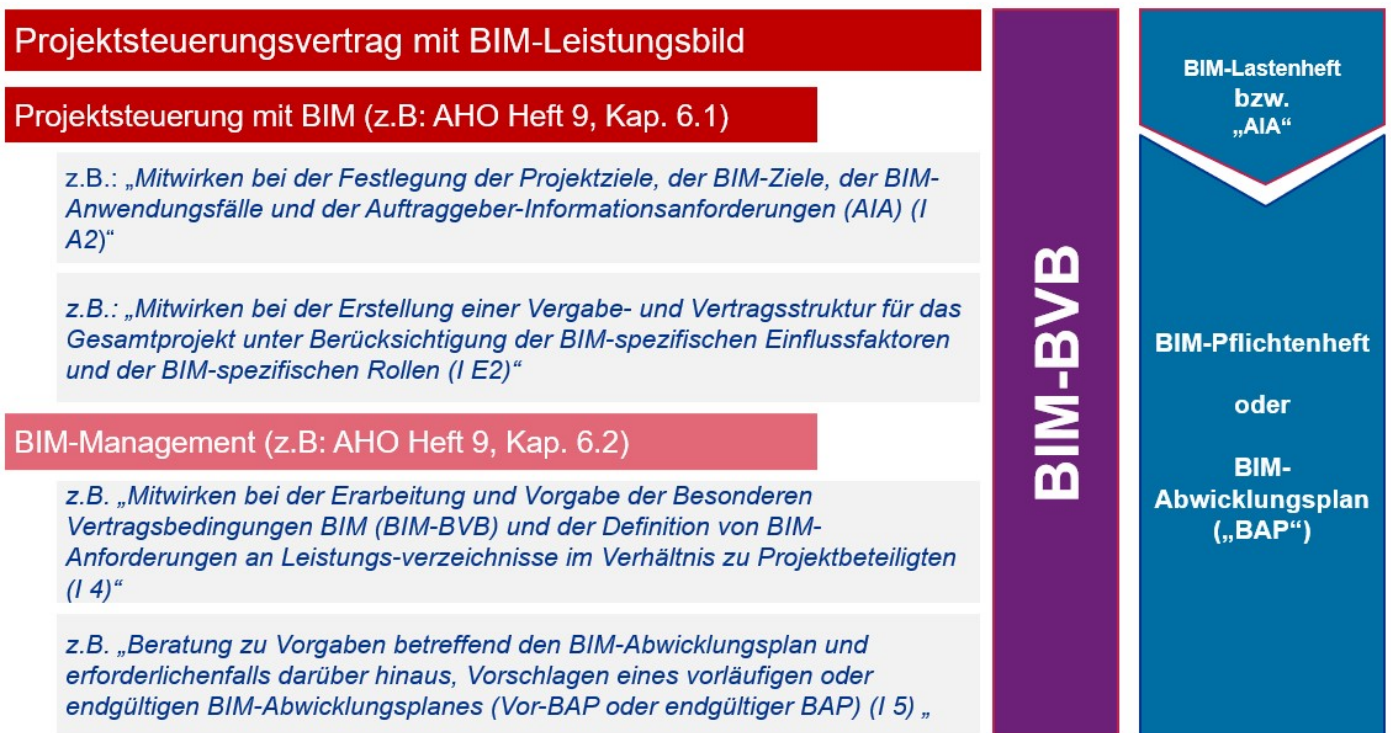 Projektsteuerungsvertrag mit BIM-Leistungsbild
Projektsteuerung mit BIM (z.B: AHO Heft 9, Kap. 6.1)
z.B.: „Mitwirken bei der Festlegung der Projektziele, der BIM-Ziele, der BIM-
Anwendungsfälle und der Auftraggeber-Informationsanforderungen (AIA) (I
A2)“
z.B.: „Mitwirken bei der Erstellung einer Vergabe- und Vertragsstruktur für das
Gesamtprojekt unter Berücksichtigung der BIM-spezifischen Einflussfaktoren
und der BIM-spezifischen Rollen (I E2)“
BIM-Management (z.B: AHO Heft 9, Kap. 6.2)
z.B. „Mitwirken bei der Erarbeitung und Vorgabe der Besonderen
Vertragsbedingungen BIM (BIM-BVB) und der Definition von BIM-
Anforderungen an Leistungs-verzeichnisse im Verhältnis zu Projektbeteiligten
(I 4)“
z.B. „Beratung zu Vorgaben betreffend den BIM-Abwicklungsplan und
erforderlichenfalls darüber hinaus, Vorschlagen eines vorläufigen oder
endgültigen BIM-Abwicklungsplanes (Vor-BAP oder endgültiger BAP) (I 5) „
BIM-BVB
BIM-Lastenheft
bzw.
„AIA“
BIM-Pflichtenheft
oder
BIM-
Abwicklungsplan
(„BAP“)